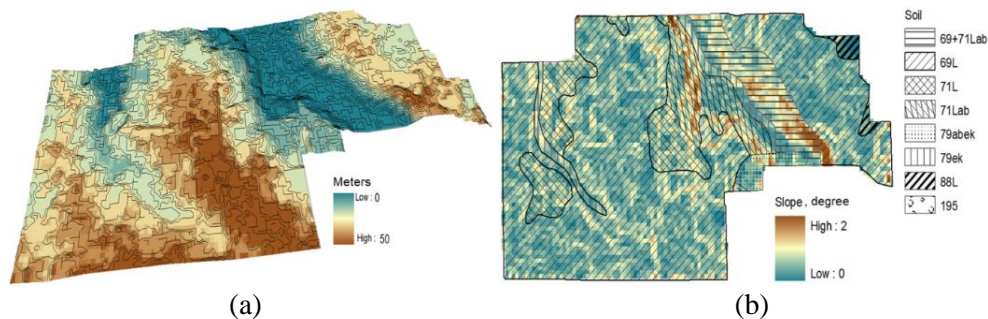 Meters
Low : 0
High : 50
(a)
Soil
69+71Lab
69L
71L
71Lab
79abek
79ek
88L
195
Slope, degree
High : 2
Low : 0
(b)